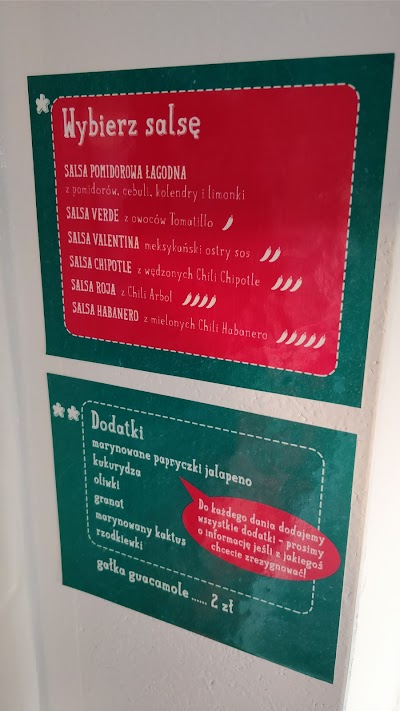 Wybierz salsę
SALSA POMIDOROWA ŁAGODNA
z pomidorów, cebuli, kolendry i limonki
SALSA VERDE z owoców Tomatillo
SALSA VALENTINA meksykański ostry sos
SALSA CHIPOTLE z wędzonych Chili Chipotle
SALSA ROJA z Chili Arbol
SALSA HABANERO z mielonych Chili Habanero
Dodatki
marynowane papryczki jalapeno
kukurydza
oliwki
granat
marynowany kaktus
rzodkiewki
Do każdego dania dodajemy
wszystkie dodatki - prosimy
o informację jeśli z jakiegoś
chcecie zrezygnować!
gałka guacamole ...... 2 zł